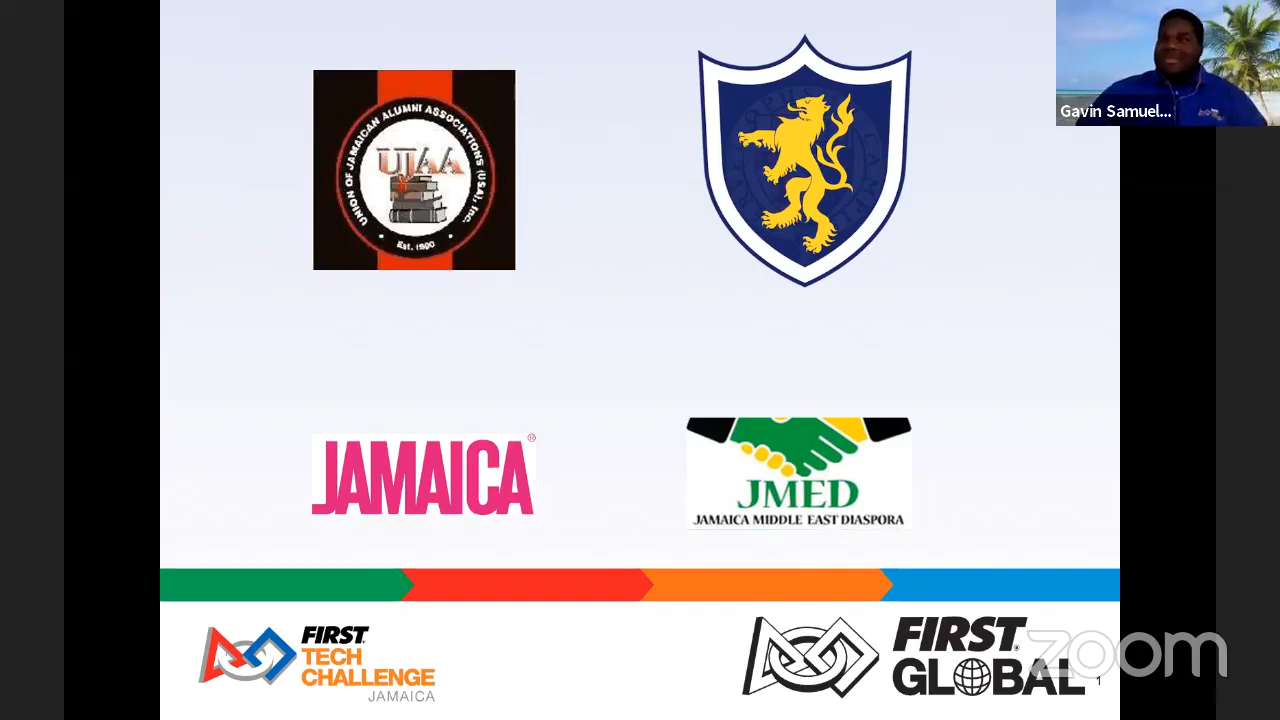 Gavin Samuel...
UNION OF JAMAICAN ALUMNI ASSOCIATIONS (USA), Inc.
UJAA
Est. 1990
JAMAICA®
JMED
JAMAICA MIDDLE EAST DIASPORA
FIRST®
TECH
CHALLENGE
JAMAICA
FIRST®
GLOBAL
zoom
1